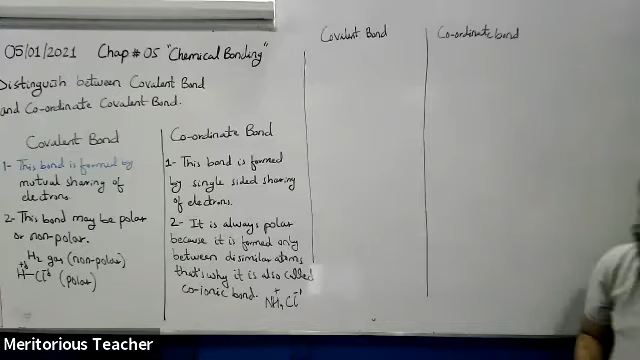 05/01/2021 Chap # 05 "Chemical Bonding"
Distinguish between Covalent Bond
and Co-ordinate Covalent Bond.
Covalent Bond
1- This bond is formed by
mutual sharing of
electrons.
2- This bond may be polar
or non-polar.
H2 gas (non-polar)
H+δ—Cl-δ (polar)
Co-ordinate Bond
1- This bond is formed
by single sided sharing
of electrons.
2- It is always polar
because it is formed only
between disimilar atoms
that's why it is also called
co-ionic bond. NH4+ Cl-1
Covalent Bond
Co-ordinate bond
Meritorious Teacher